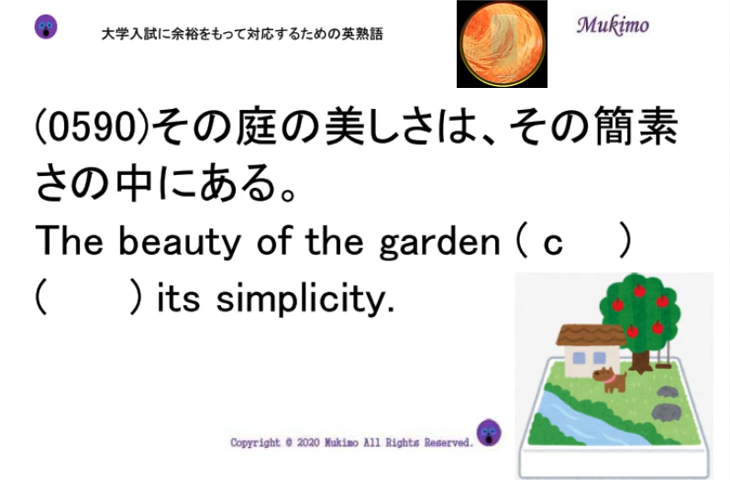 大学入試に余裕をもって対応するための英熟語
Mukimo
(0590)その庭の美しさは、その簡素
さの中にある。
The beauty of the garden ( c     )
(       ) its simplicity.
Copyright © 2020 Mukimo All Rights Reserved.